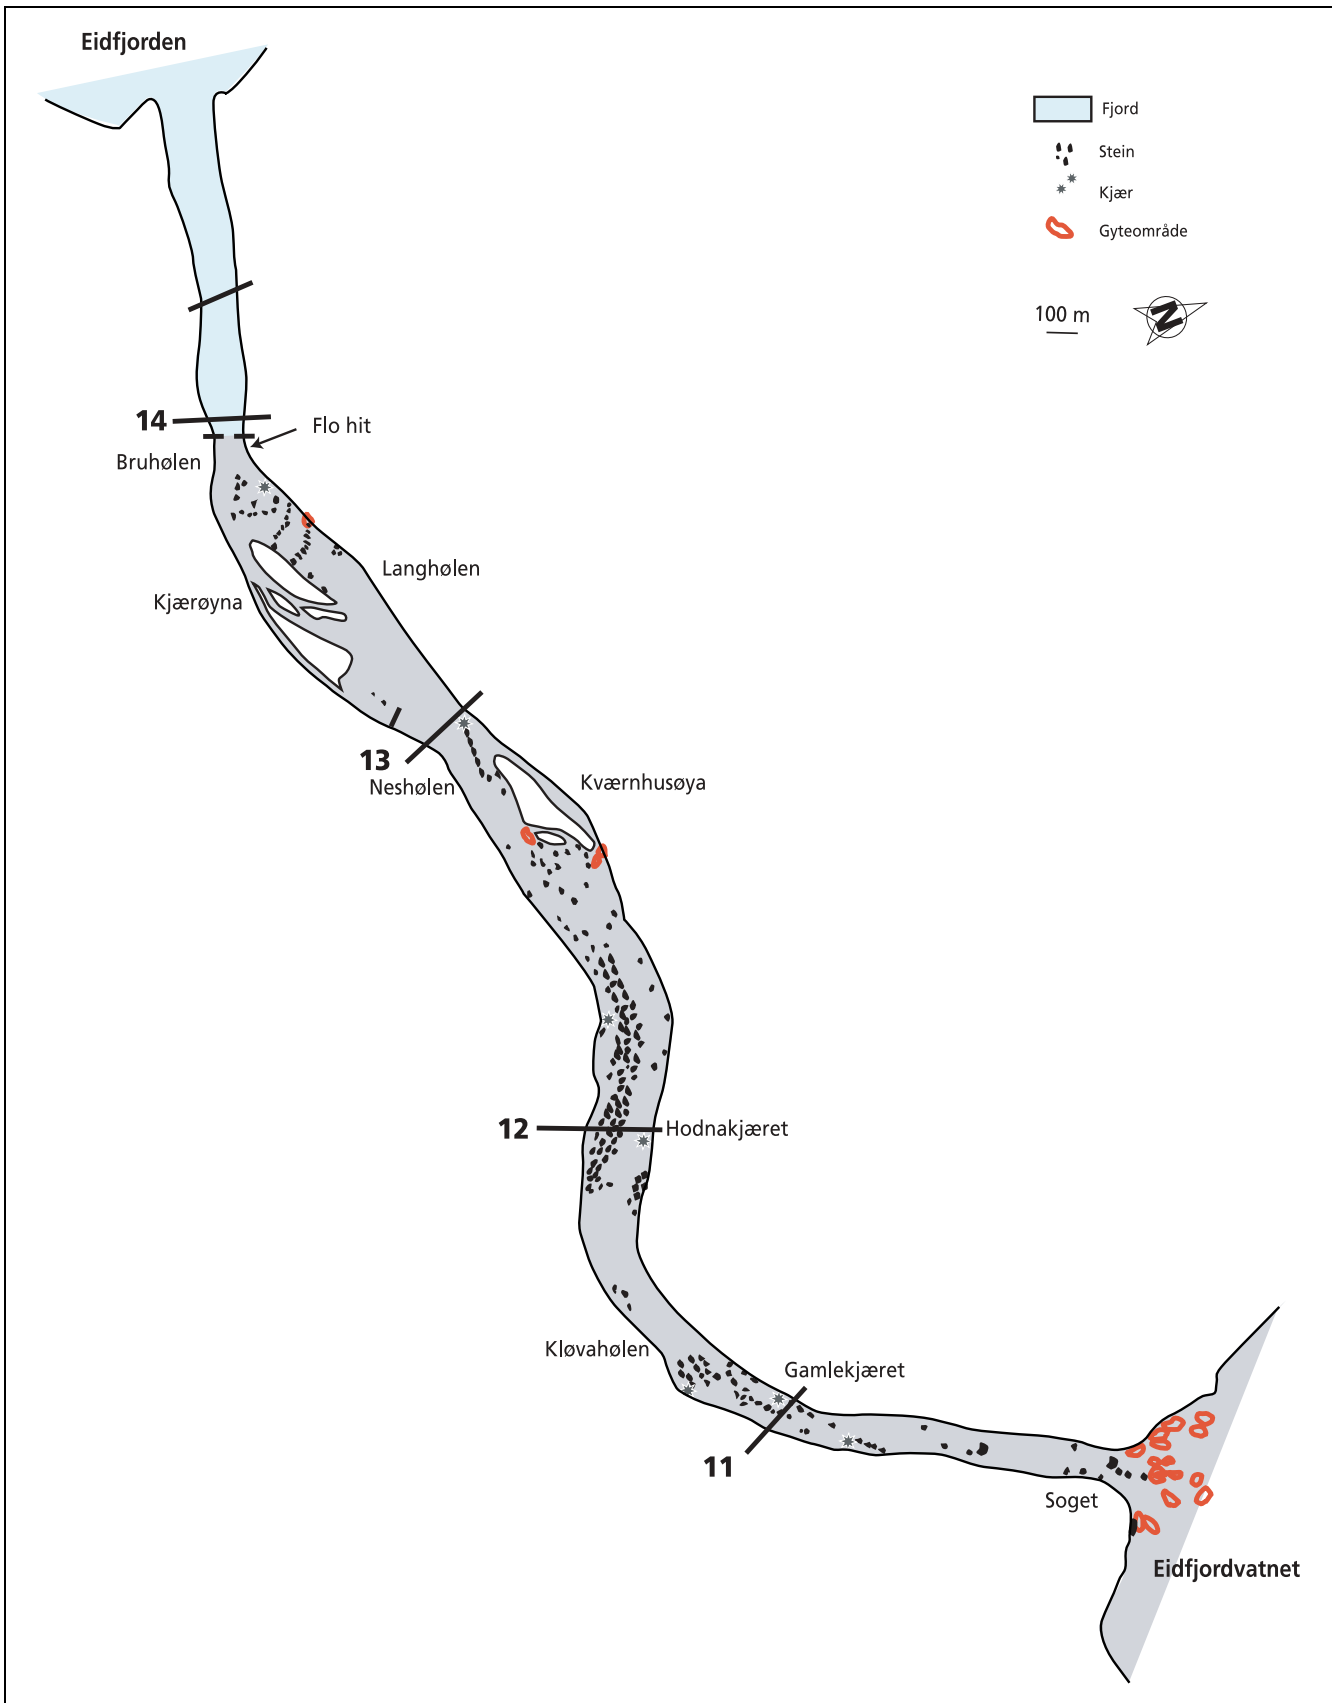 Eidfjorden
Fjord
Stein
Kjær
Gyteområde
100 m
N
14
Flo hit
Bruhølen
Langhølen
Kjærøyna
13
Neshølen
Kværnhusøya
12
Hodnakjæret
Kløvahølen
Gamlekjæret
11
Soget
Eidfjordvatnet